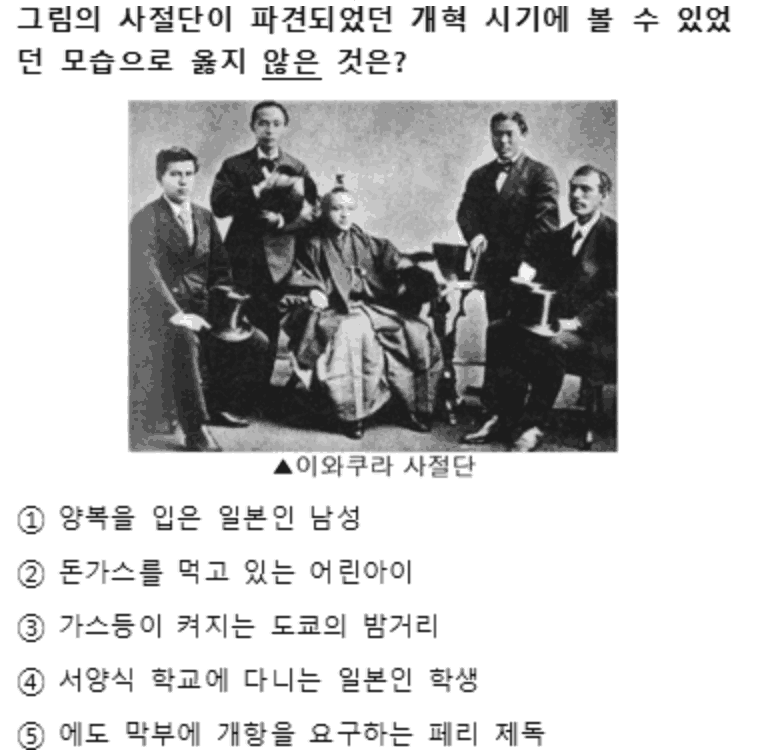 그림의 사절단이 파견되었던 개혁 시기에 볼 수 있었
던 모습으로 옳지 않은 것은?
▲이와쿠라 사절단
① 양복을 입은 일본인 남성
② 돈가스를 먹고 있는 어린아이
③ 가스등이 켜지는 도쿄의 밤거리
④ 서양식 학교에 다니는 일본인 학생
⑤ 에도 막부에 개항을 요구하는 페리 제독